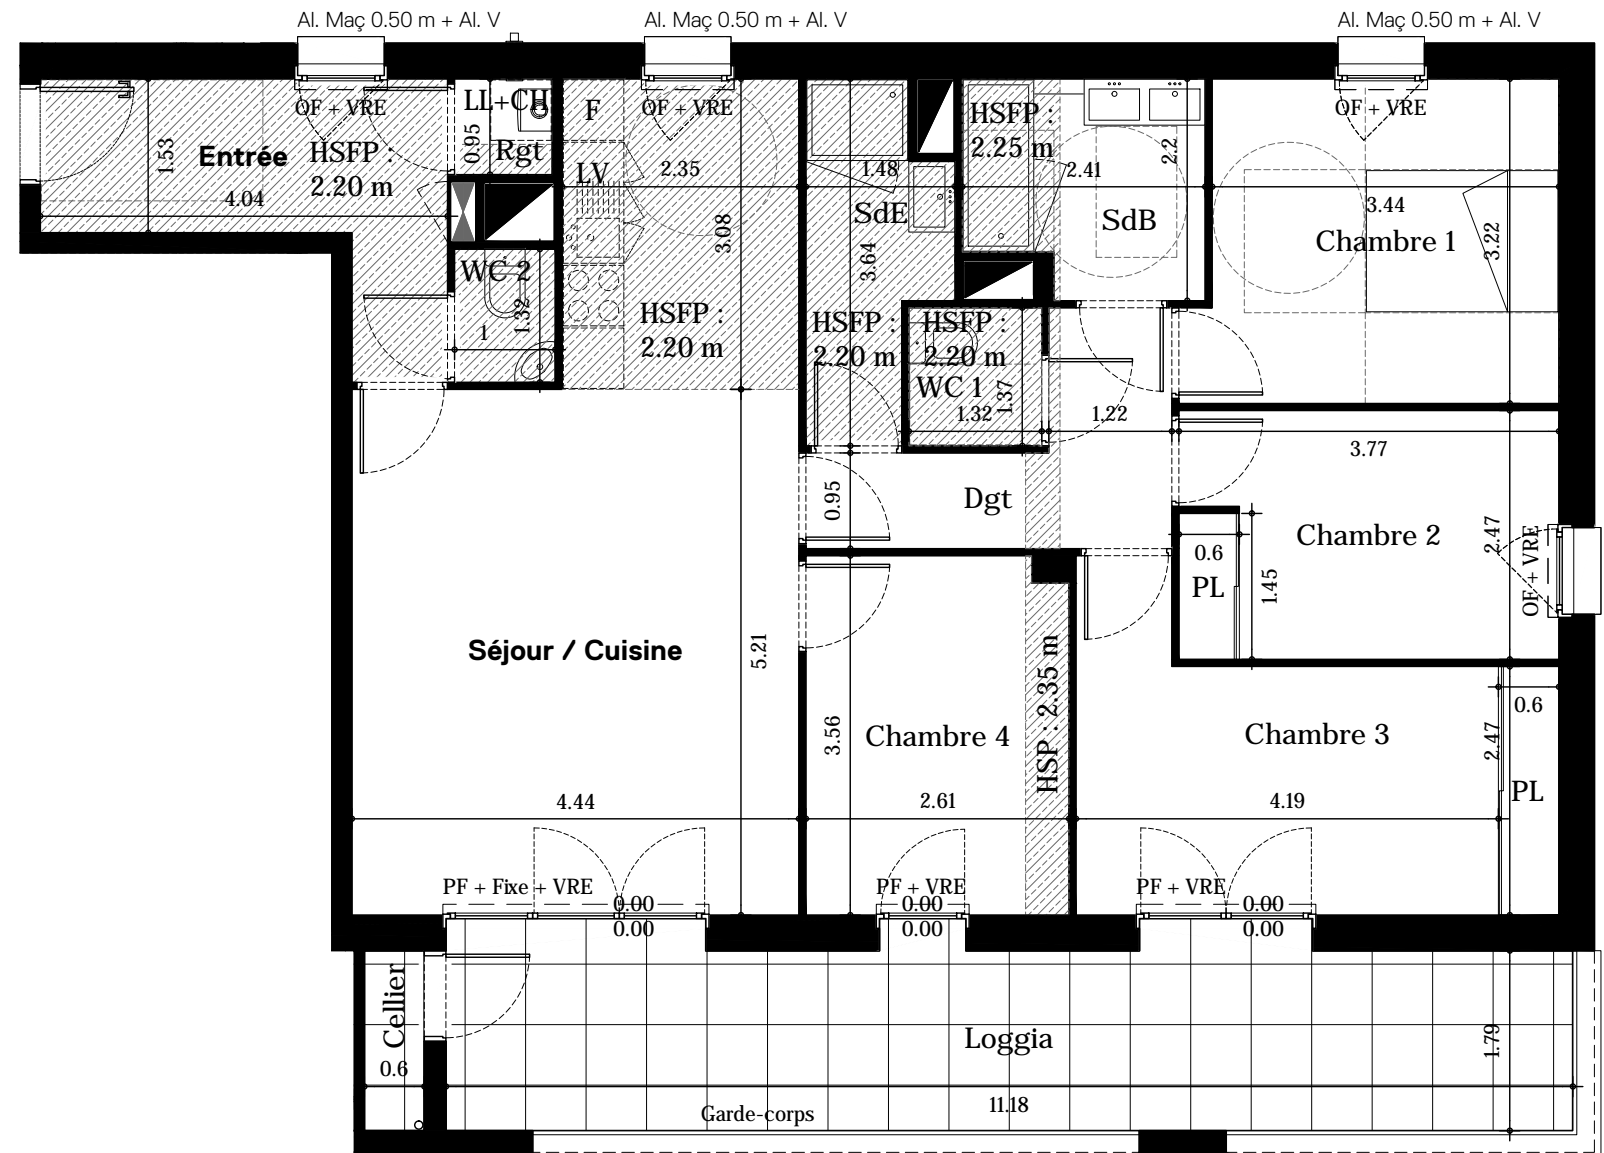 Al. Maç 0.50 m + Al. V
Al. Maç 0.50 m + Al. V
Al. Maç 0.50 m + Al. V
OF + VRE
LL+CH
F
OF + VRE
HSFP :
2.25 m
OF + VRE
1.53
Entrée
HSFP :
2.20 m
0.95
Rgt
LV
2.35
1.48
2.41
2.2
4.04
SdE
SdB
3.44
Chambre 1
3.22
3.08
3.64
WC 2
1.32
1
HSFP :
2.20 m
HSFP :
2.20 m
HSFP :
2.20 m
WC 1
1.37
1.32
1.22
3.77
0.95
Dgt
Chambre 2
2.47
OF + VRE
0.6
PL
1.45
Séjour / Cuisine
5.21
3.56
Chambre 4
HSP : 2.35 m
Chambre 3
2.47
0.6
PL
4.44
2.61
4.19
PF + Fixe + VRE
0.00
0.00
PF + VRE
0.00
0.00
PF + VRE
0.00
0.00
Cellier
0.6
Loggia
1.79
11.18
Garde-corps